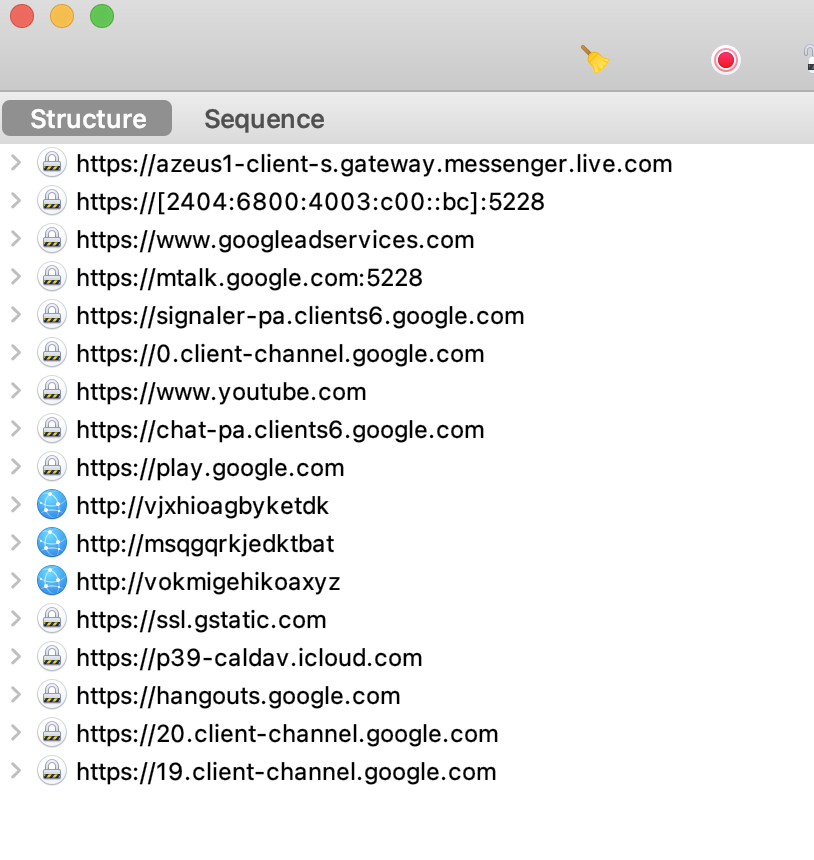 Structure Sequence
https://azeus1-client-s.gateway.messenger.live.com
https://[2404:6800:4003:c00::bc]:5228
https://www.googleadservices.com
https://mtalk.google.com:5228
https://signaler-pa.clients6.google.com
https://0.client-channel.google.com
https://www.youtube.com
https://chat-pa.clients6.google.com
https://play.google.com
http://vjxhioagbyketdk
http://msqgqrkjedktbat
http://vokmigehikoaxyz
https://ssl.gstatic.com
https://p39-caldav.icloud.com
https://hangouts.google.com
https://20.client-channel.google.com
https://19.client-channel.google.com